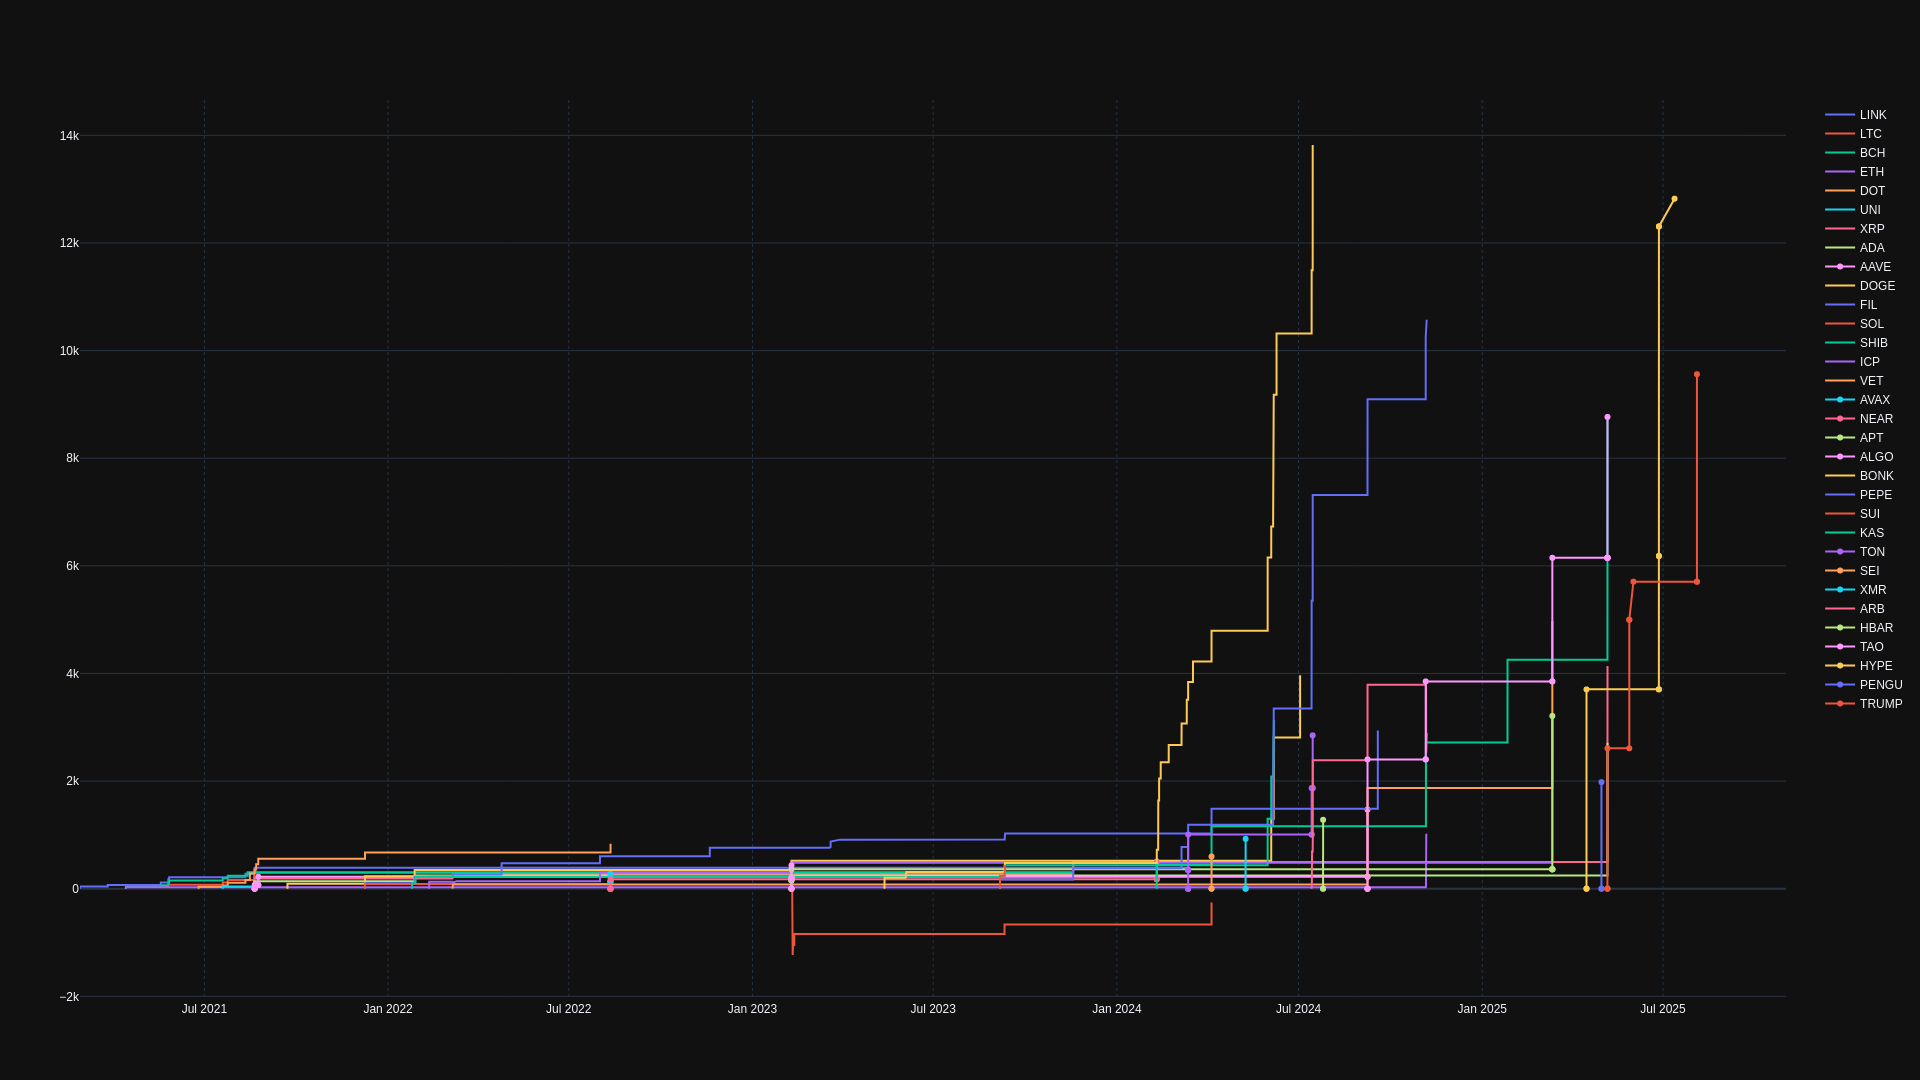 14k
12k
10k
8k
6k
4k
2k
0
−2k
Jul 2021
Jan 2022
Jul 2022
Jan 2023
Jul 2023
Jan 2024
Jul 2024
Jan 2025
Jul 2025
LINK
LTC
BCH
ETH
DOT
UNI
XRP
ADA
AAVE
DOGE
FIL
SOL
SHIB
ICP
VET
AVAX
NEAR
APT
ALGO
BONK
PEPE
SUI
KAS
TON
SEI
XMR
ARB
HBAR
TAO
HYPE
PENGU
TRUMP